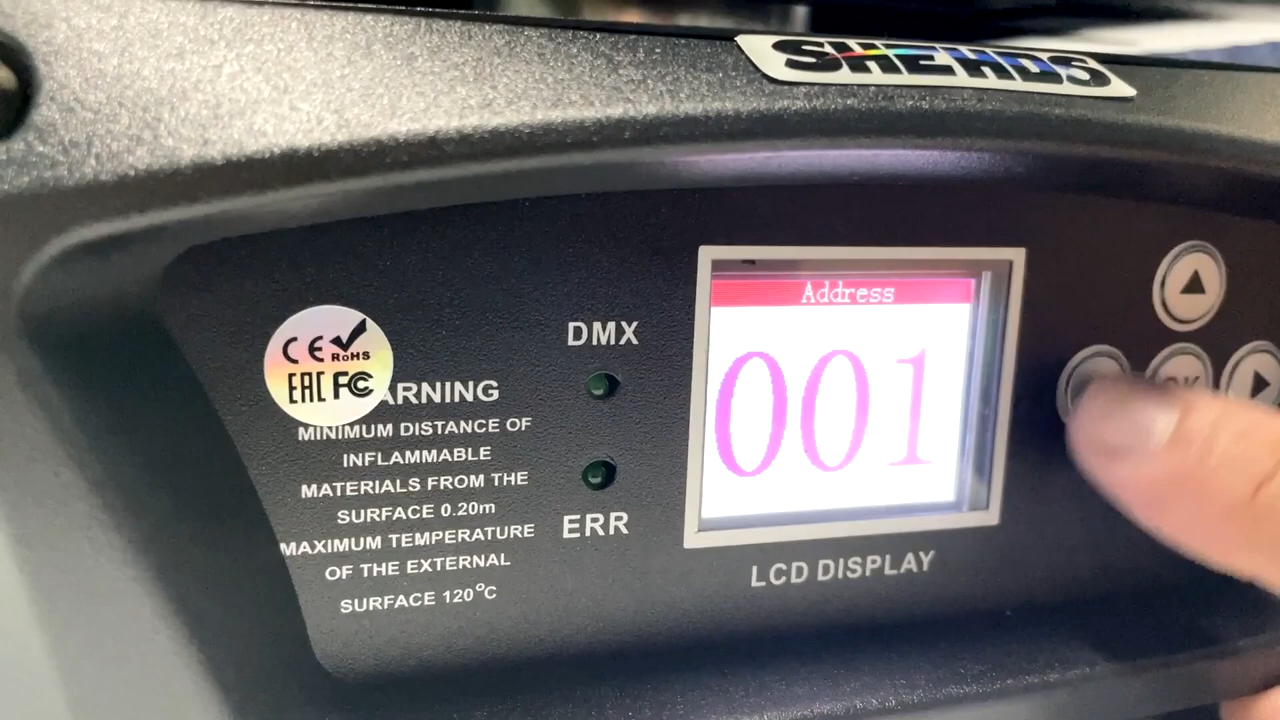 SHEHDS
Address
001
DMX
ERR
LCD DISPLAY
CE RoHS
EAC FC
ARNING
MINIMUM DISTANCE OF
INFLAMMABLE
MATERIALS FROM THE
SURFACE 0.20m
MAXIMUM TEMPERATURE
OF THE EXTERNAL
SURFACE 120°C